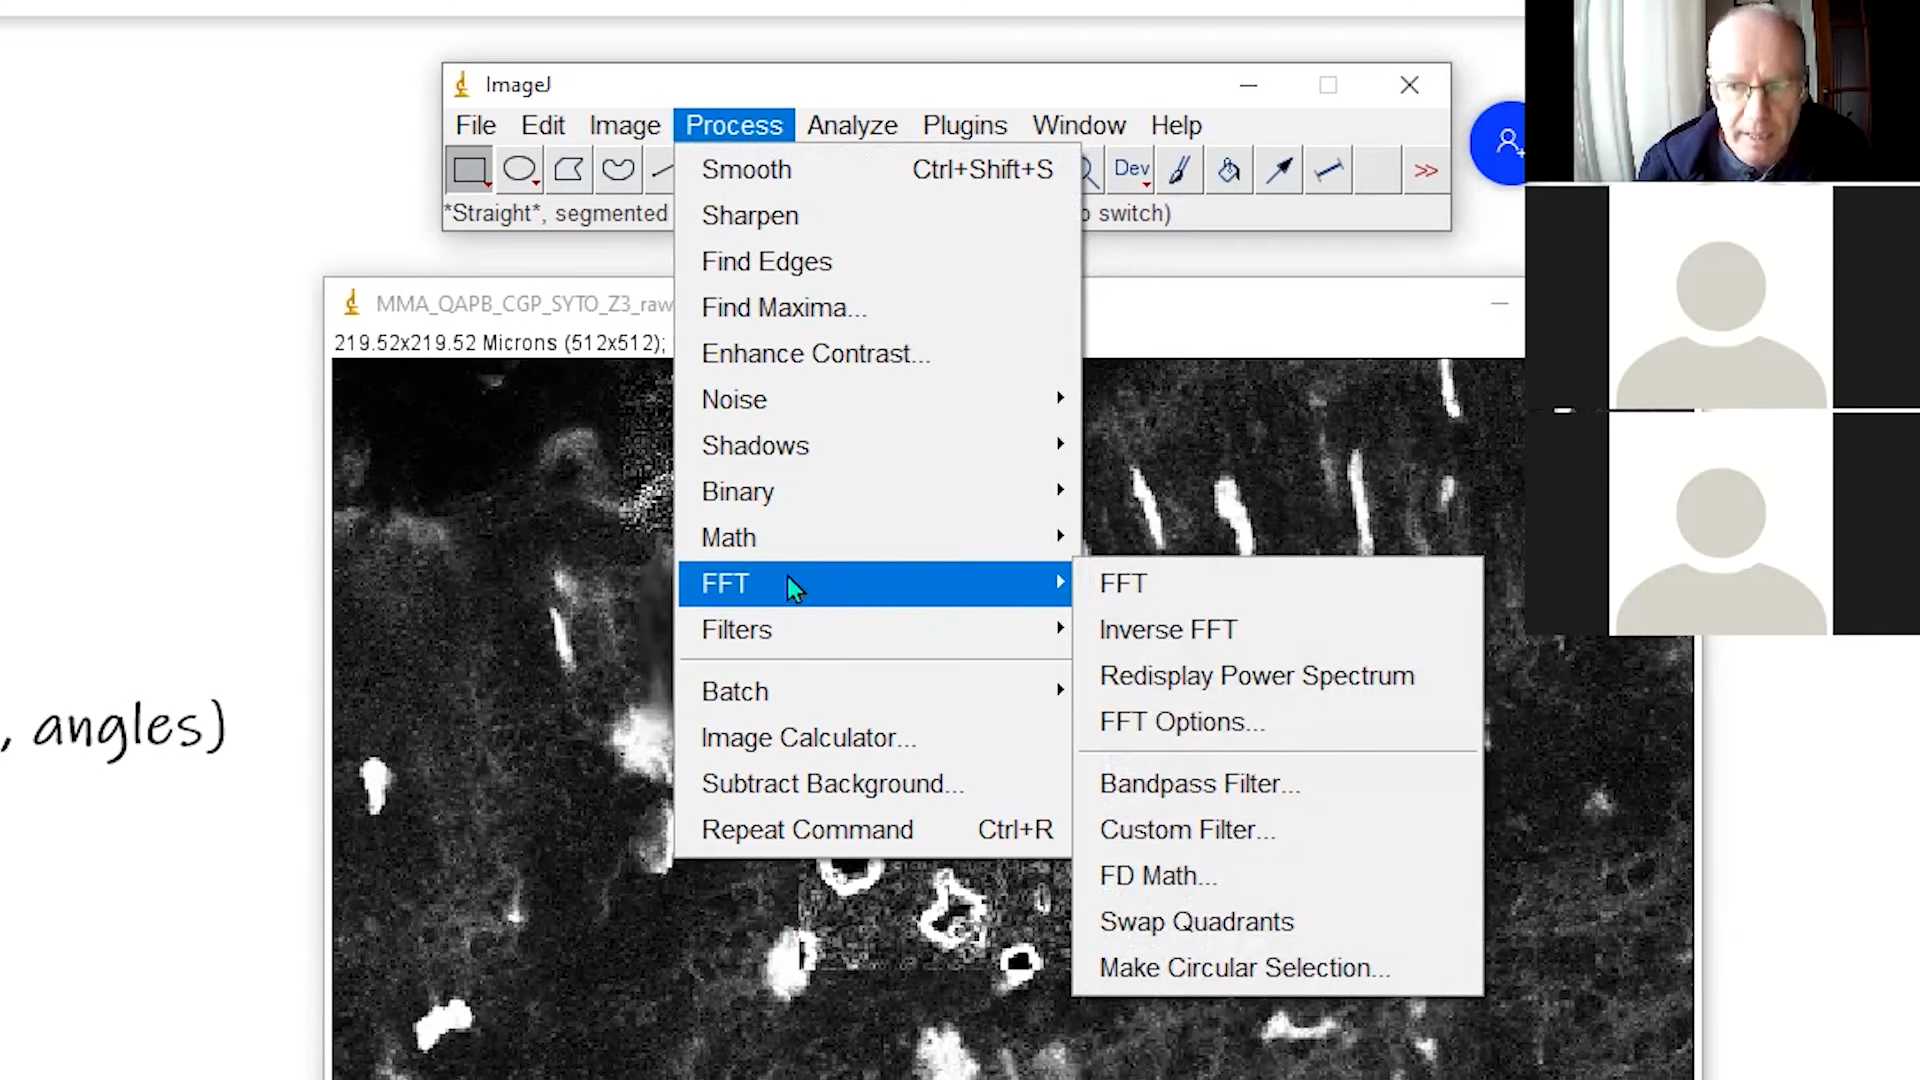 ImageJ
File Edit Image Process Analyze Plugins Window Help
Dev
>>
*Straight*, segmented
o switch)
Smooth Ctrl+Shift+S
Sharpen
Find Edges
Find Maxima...
Enhance Contrast...
Noise
Shadows
Binary
Math
FFT
Filters
Batch
Image Calculator...
Subtract Background...
Repeat Command Ctrl+R
FFT
Inverse FFT
Redisplay Power Spectrum
FFT Options...
Bandpass Filter...
Custom Filter...
FD Math...
Swap Quadrants
Make Circular Selection...
MMA_QAPB_CGP_SYTO_Z3_raw
219.52x219.52 Microns (512x512);
, angles)